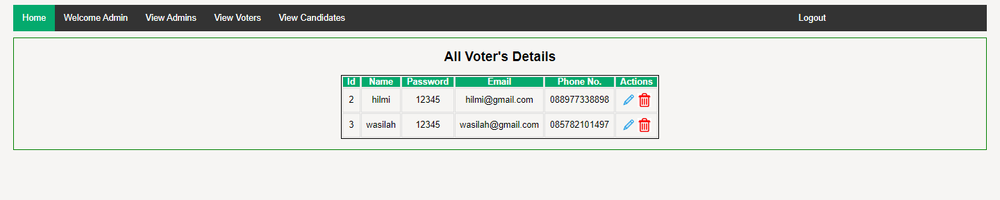 Home Welcome Admin View Admins View Voters View Candidates Logout
All Voter's Details
Id Name Password Email Phone No. Actions
2 hilmi 12345 hilmi@gmail.com 088977338898
3 wasilah 12345 wasilah@gmail.com 085782101497